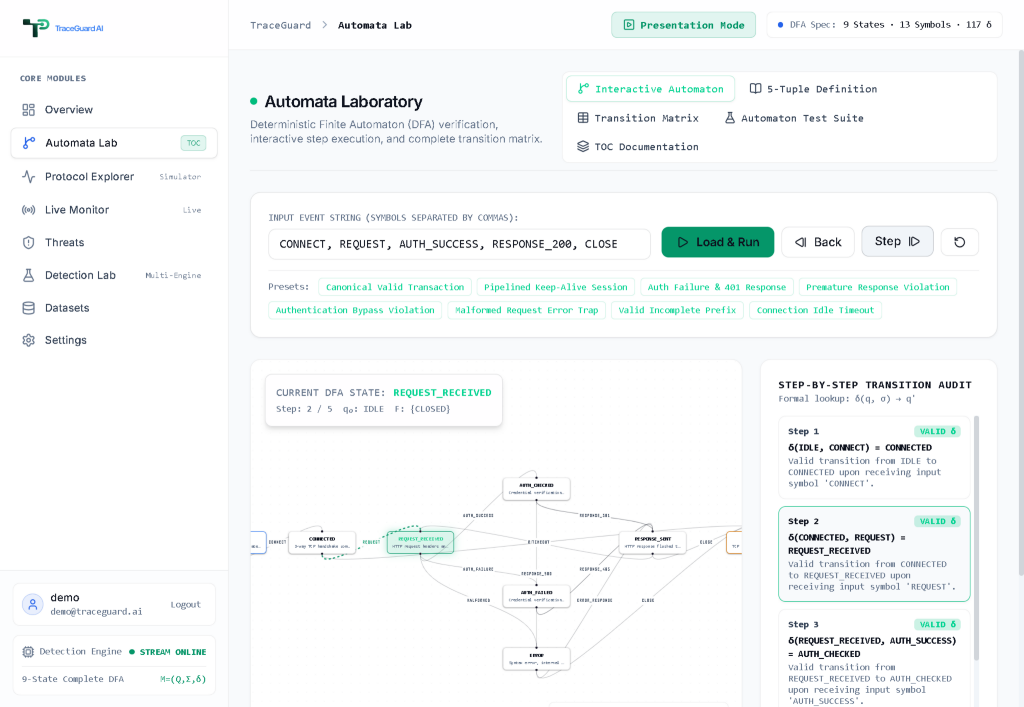 TraceGuard AI
CORE MODULES
Overview
Automata Lab
TOC
Protocol Explorer
Simulator
Live Monitor
Live
Threats
Detection Lab
Multi-Engine
Datasets
Settings
demo
demo@traceguard.ai
Logout
Detection Engine
STREAM ONLINE
9-State Complete DFA
M=(Q,Σ,δ)
TraceGuard > Automata Lab
Presentation Mode
DFA Spec: 9 States · 13 Symbols · 117 δ
Automata Laboratory
Deterministic Finite Automaton (DFA) verification,
interactive step execution, and complete transition matrix.
Interactive Automaton
5-Tuple Definition
Transition Matrix
Automaton Test Suite
TOC Documentation
INPUT EVENT STRING (SYMBOLS SEPARATED BY COMMAS):
CONNECT, REQUEST, AUTH_SUCCESS, RESPONSE_200, CLOSE
Load & Run
Back
Step
Presets:
Canonical Valid Transaction
Pipelined Keep-Alive Session
Auth Failure & 401 Response
Premature Response Violation
Authentication Bypass Violation
Malformed Request Error Trap
Valid Incomplete Prefix
Connection Idle Timeout
CURRENT DFA STATE: REQUEST_RECEIVED
Step: 2 / 5 q₀: IDLE F: {CLOSED}
AUTH_CHECKED
Credential verification…
AUTH_SUCCESS
CONNECT
CONNECTED
REQUEST
REQUEST_RECEIVED
RESPONSE_SENT
CLOSE
AUTH_FAILURE
AUTH_FAILED
Credential verification…
MALFORMED
CLOSE
ERROR
STEP-BY-STEP TRANSITION AUDIT
Formal lookup: δ(q, σ) → q'
Step 1
VALID δ
δ(IDLE, CONNECT) = CONNECTED
Valid transition from IDLE to
CONNECTED upon receiving input
symbol 'CONNECT'.
Step 2
VALID δ
δ(CONNECTED, REQUEST) =
REQUEST_RECEIVED
Valid transition from CONNECTED
to REQUEST_RECEIVED upon
receiving input symbol 'REQUEST'.
Step 3
VALID δ
δ(REQUEST_RECEIVED, AUTH_SUCCESS)
= AUTH_CHECKED
Valid transition from
REQUEST_RECEIVED to AUTH_CHECKED
upon receiving input symbol
'AUTH_SUCCESS'.